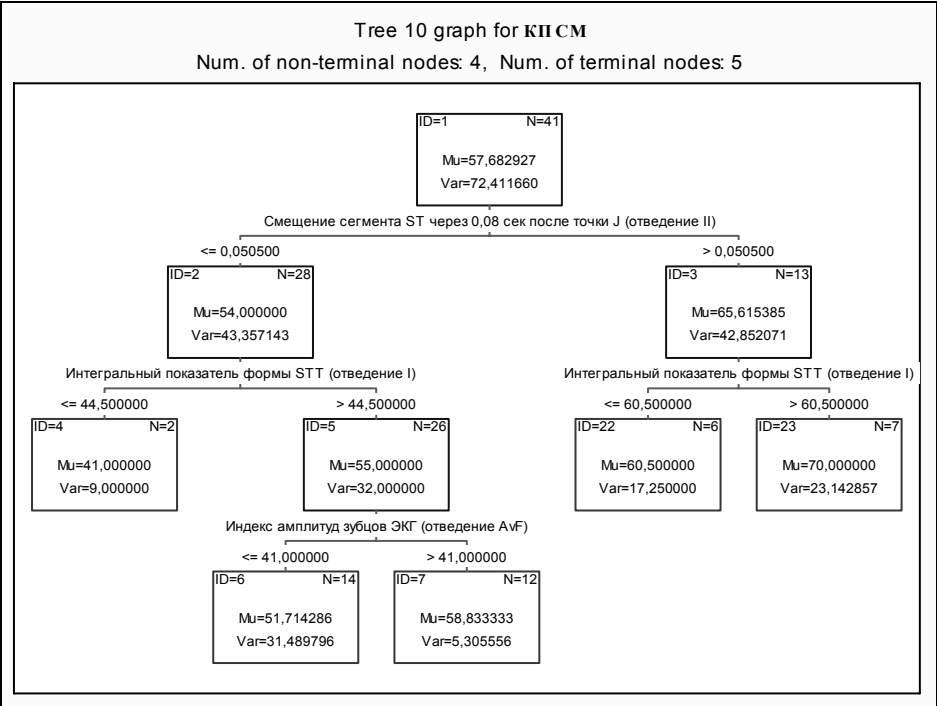 Tree 10 graph for КПСМ
Num. of non-terminal nodes: 4, Num. of terminal nodes: 5
ID=1 N=41
Mu=57,682927
Var=72,411660
Смещение сегмента ST через 0,08 сек после точки J (отведение II)
<= 0,050500 > 0,050500
ID=2 N=28 ID=3 N=13
Mu=54,000000 Mu=65,615385
Var=43,357143 Var=42,852071
Интегральный показатель формы STT (отведение I) Интегральный показатель формы STT (отведение I)
<= 44,500000 > 44,500000 <= 60,500000 > 60,500000
ID=4 N=2 ID=5 N=26 ID=22 N=6 ID=23 N=7
Mu=41,000000 Mu=55,000000 Mu=60,500000 Mu=70,000000
Var=9,000000 Var=32,000000 Var=17,250000 Var=23,142857
Индекс амплитуд зубцов ЭКГ (отведение AvF)
<= 41,000000 > 41,000000
ID=6 N=14 ID=7 N=12
Mu=51,714286 Mu=58,833333
Var=31,489796 Var=5,305556